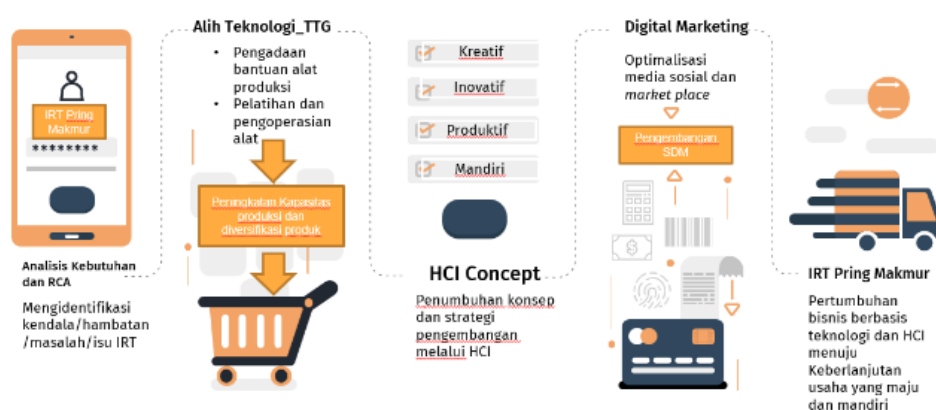 IRT Pring
Makmur
********
Analisis Kebutuhan
dan RCA
Mengidentifikasi
kendala/hambatan
/masalah/isu IRT
Alih Teknologi_TTG
• Pengadaan
bantuan alat
produksi
• Pelatihan dan
pengoperasian
alat
Peningkatan Kapasitas
produksi dan
diversifikasi produk
Kreatif
Inovatif
Produktif
Mandiri
HCI Concept
Penumbuhan konsep
dan strategi
pengembangan
melalui HCI
Digital Marketing
Optimalisasi
media sosial dan
market place
Pengembangan
SDM
$
IRT Pring Makmur
Pertumbuhan
bisnis berbasis
teknologi dan HCI
menuju
Keberlanjutan
usaha yang maju
dan mandiri